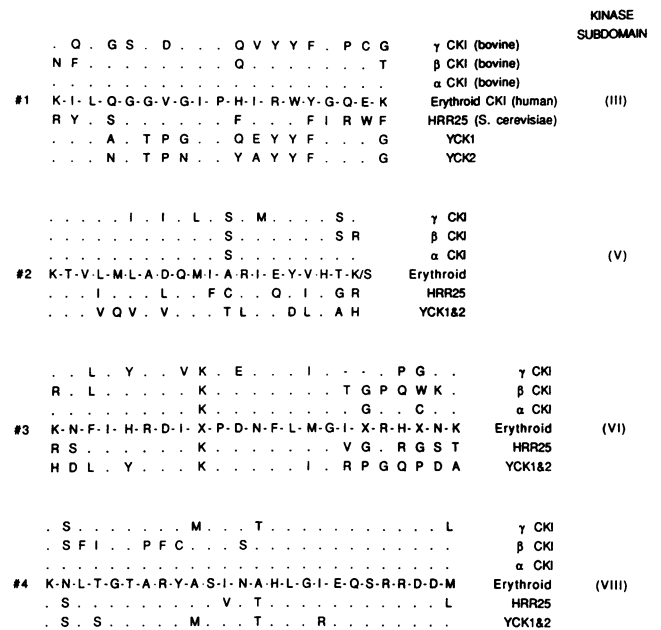 KINASE
SUBDOMAIN
. Q . G S . D . . . Q V Y Y F . P C G γ CKI (bovine)
N F . . . . . . . . Q . . . . . . . T β CKI (bovine)
. . . . . . . . . . . . . . . . . . . α CKI (bovine)
#1 K-I-L-Q-G-G-V-G-I-P-H-I-R-W-Y-G-Q-E-K Erythroid CKI (human) (III)
R Y . S . . . . . . F . . . F I R W F HRR25 (S. cerevisiae)
. . . A . T P G . . Q E Y Y F . . . G YCK1
. . . N . T P N . . Y A Y Y F . . . G YCK2
. . . . . I . I . L . S . M . . . . S . γ CKI
. . . . . . . . . . . S . . . . . . S R β CKI
. . . . . . . . . . . S . . . . . . . . α CKI (V)
#2 K-T-V-L-M-L-A-D-Q-M-I-A-R-I-E-Y-V-H-T-K/S Erythroid
. . . I . . . L . . F C . . Q . I . G R HRR25
. . . V Q V . V . . . T L . . D L . A H YCK1&2
. . L . Y . . V K . E . . . I . - . P G . . γ CKI
R . L . . . . . K . . . . . . . T G P Q W K . β CKI
. . . . . . . . K . . . . . . . . G . . C . . α CKI
#3 K-N-F-I-H-R-D-I-X-P-D-N-F-L-M-G-I-X-R-H-X-N-K Erythroid (VI)
R S . . . . . . K . . . . . . . V G . R G S T HRR25
H D L . Y . . . K . . . . . I . R P G Q P D A YCK1&2
. S . . . . . . . M . . . T . . . . . . . . . . . L γ CKI
. S F I . . P F C . . . S . . . . . . . . . . . . β CKI
. . . . . . . . . . . . . . . . . . . . . . . . . α CKI
#4 K-N-L-T-G-T-A-R-Y-A-S-I-N-A-H-L-G-I-E-Q-S-R-R-D-D-M Erythroid (VIII)
. S . . . . . . . . . V . T . . . . . . . . . . . L HRR25
. S . S . . . . . M . . . T . . . R . . . . . . . . YCK1&2